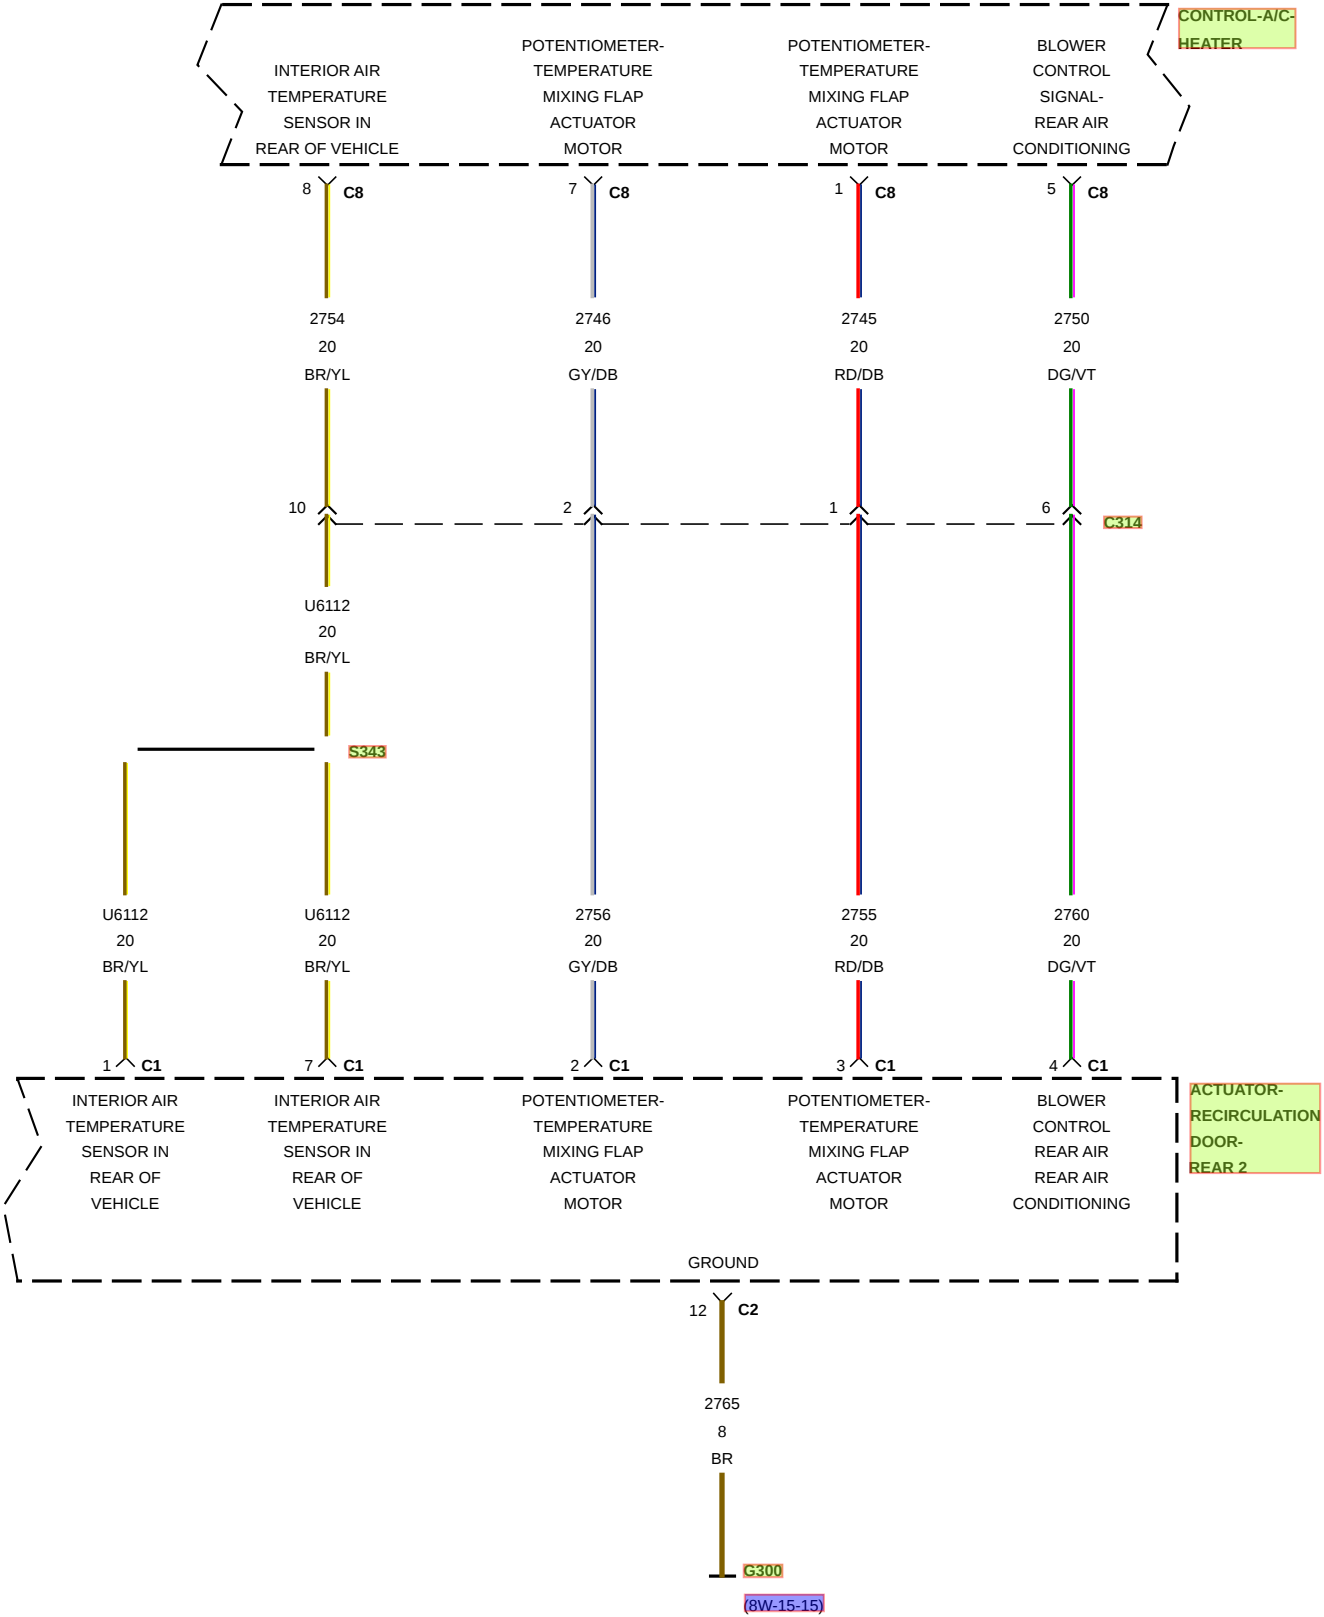 CONTROL-A/C-
HEATER
INTERIOR AIR
TEMPERATURE
SENSOR IN
REAR OF VEHICLE
POTENTIOMETER-
TEMPERATURE
MIXING FLAP
ACTUATOR
MOTOR
POTENTIOMETER-
TEMPERATURE
MIXING FLAP
ACTUATOR
MOTOR
BLOWER
CONTROL
SIGNAL-
REAR AIR
CONDITIONING
8 C8
7 C8
1 C8
5 C8
2754
20
BR/YL
2746
20
GY/DB
2745
20
RD/DB
2750
20
DG/VT
10
2
1
6
C314
U6112
20
BR/YL
S343
U6112
20
BR/YL
U6112
20
BR/YL
2756
20
GY/DB
2755
20
RD/DB
2760
20
DG/VT
1 C1
7 C1
2 C1
3 C1
4 C1
INTERIOR AIR
TEMPERATURE
SENSOR IN
REAR OF
VEHICLE
INTERIOR AIR
TEMPERATURE
SENSOR IN
REAR OF
VEHICLE
POTENTIOMETER-
TEMPERATURE
MIXING FLAP
ACTUATOR
MOTOR
POTENTIOMETER-
TEMPERATURE
MIXING FLAP
ACTUATOR
MOTOR
BLOWER
CONTROL
REAR AIR
REAR AIR
CONDITIONING
ACTUATOR-
RECIRCULATION
DOOR-
REAR 2
GROUND
12 C2
2765
8
BR
G300
(8W-15-15)